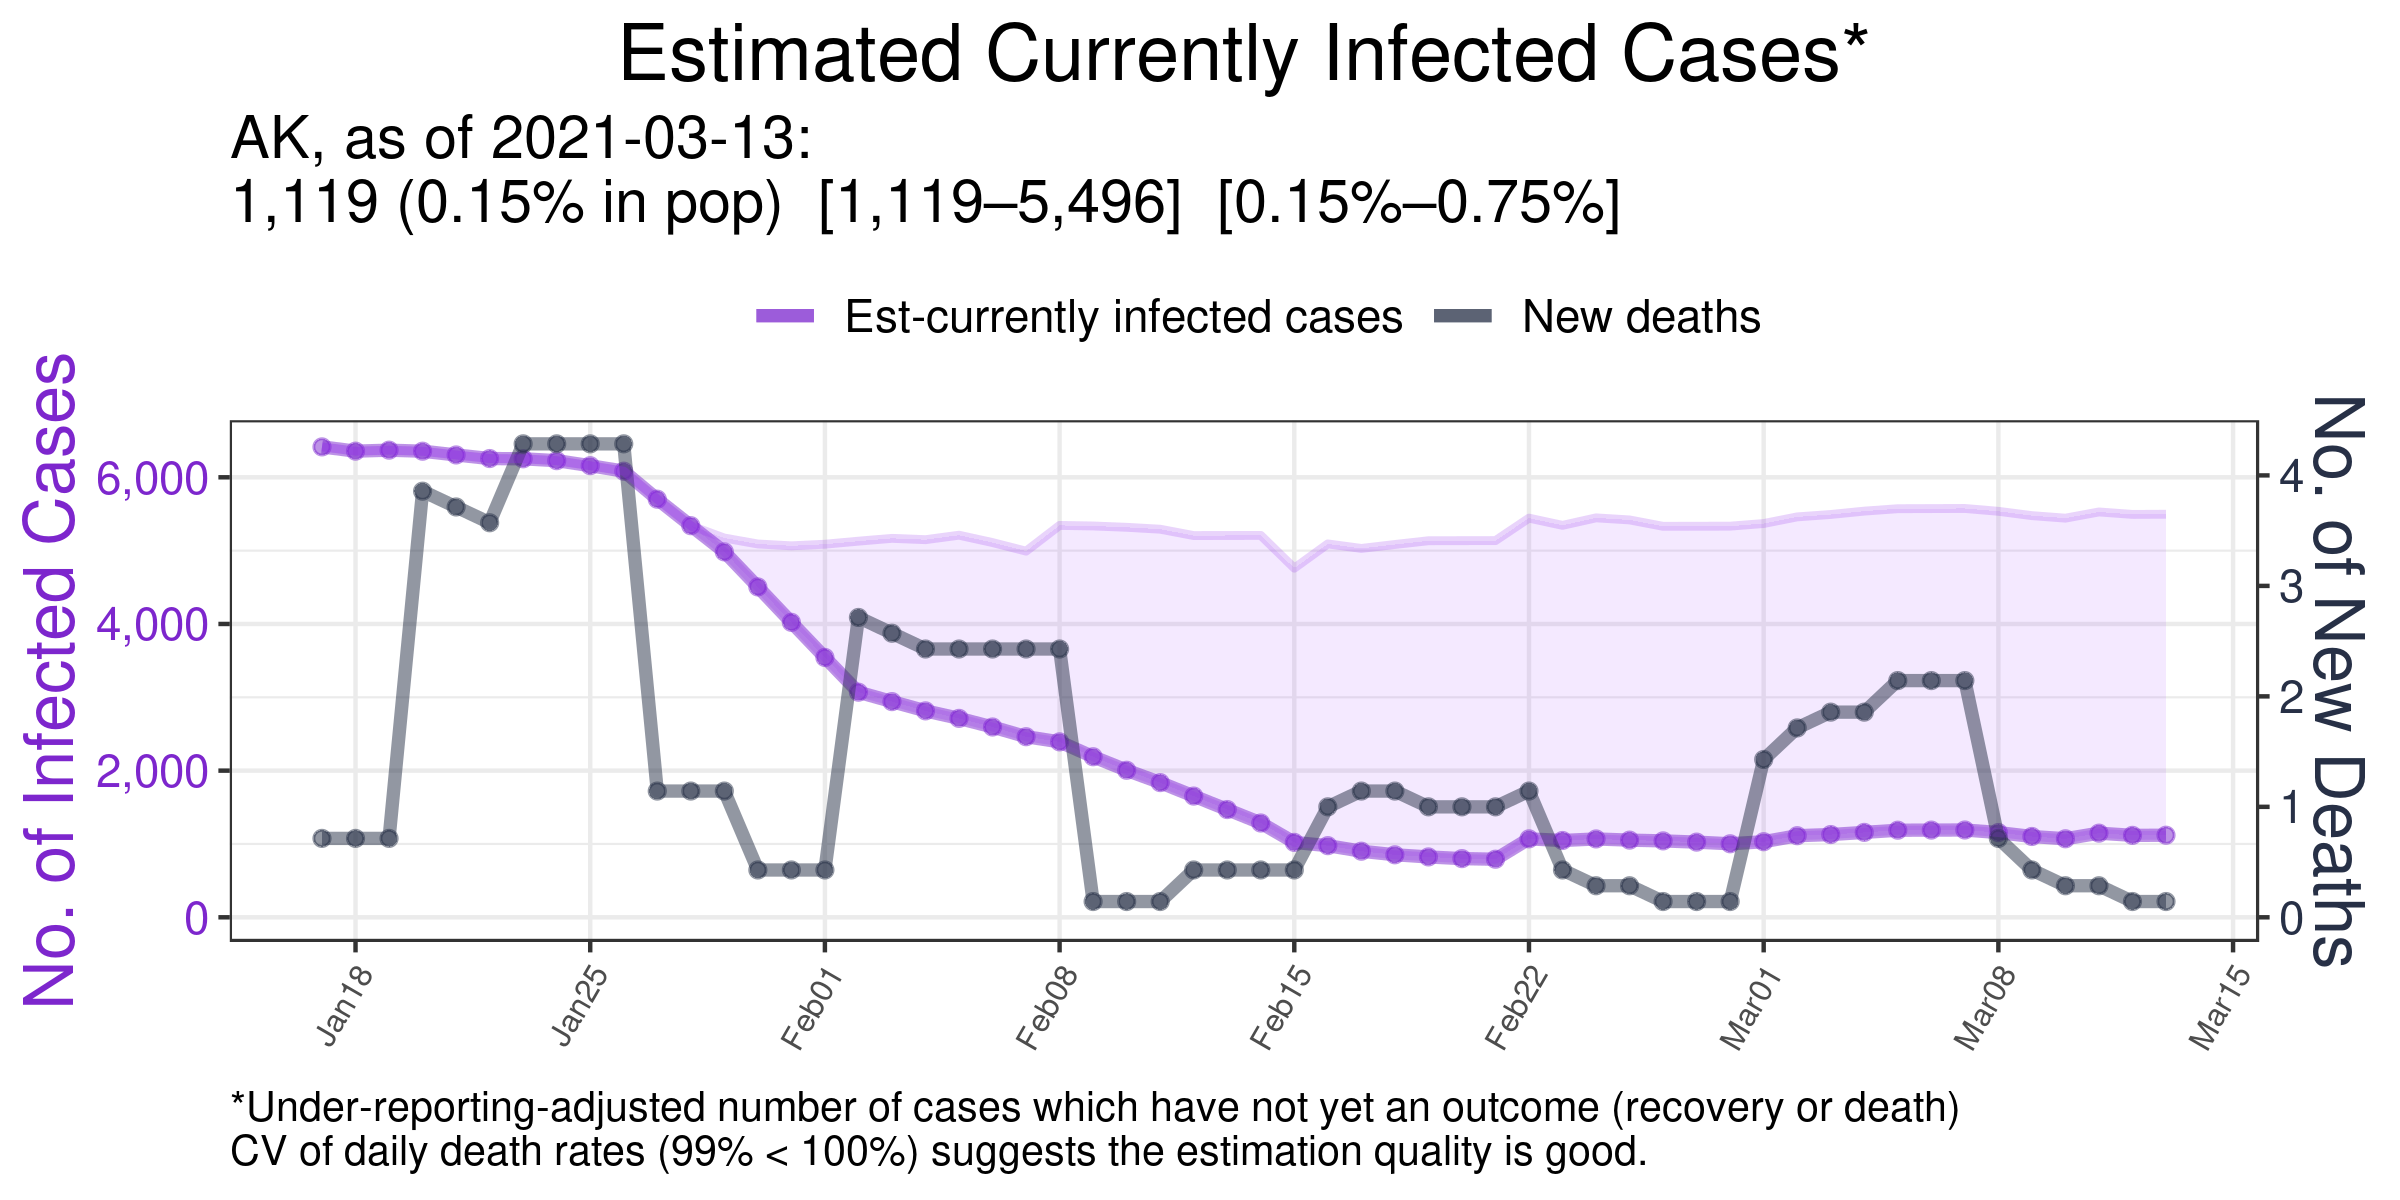 Estimated Currently Infected Cases*
AK, as of 2021-03-13:
1,119 (0.15% in pop)  [1,119–5,496]  [0.15%–0.75%]
Est-currently infected cases
New deaths
No. of Infected Cases
6,000
4,000
2,000
0
4
3
2
1
0
No. of New Deaths
Jan18
Jan25
Feb01
Feb08
Feb15
Feb22
Mar01
Mar08
Mar15
*Under-reporting-adjusted number of cases which have not yet an outcome (recovery or death)
CV of daily death rates (99% < 100%) suggests the estimation quality is good.